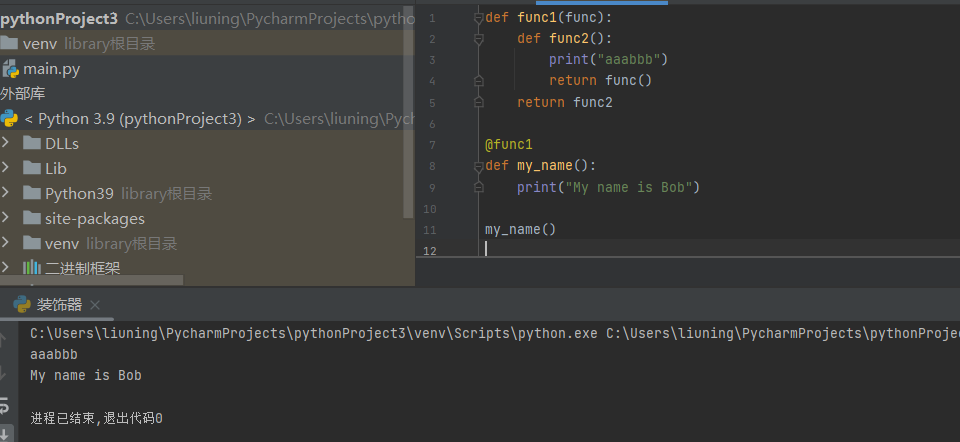 pythonProject3 C:\Users\liuning\PycharmProjects\pytho
venv library根目录
main.py
外部库
< Python 3.9 (pythonProject3) > C:\Users\liuning\Pych
DLLs
Lib
Python39 library根目录
site-packages
venv library根目录
二进制框架
1 def func1(func):
2 def func2():
3 print("aaabbb")
4 return func()
5 return func2
6
7 @func1
8 def my_name():
9 print("My name is Bob")
10
11 my_name()
12
装饰器
C:\Users\liuning\PycharmProjects\pythonProject3\venv\Scripts\python.exe C:\Users\liuning\PycharmProjects\pythonProjec
aaabbb
My name is Bob
进程已结束,退出代码0